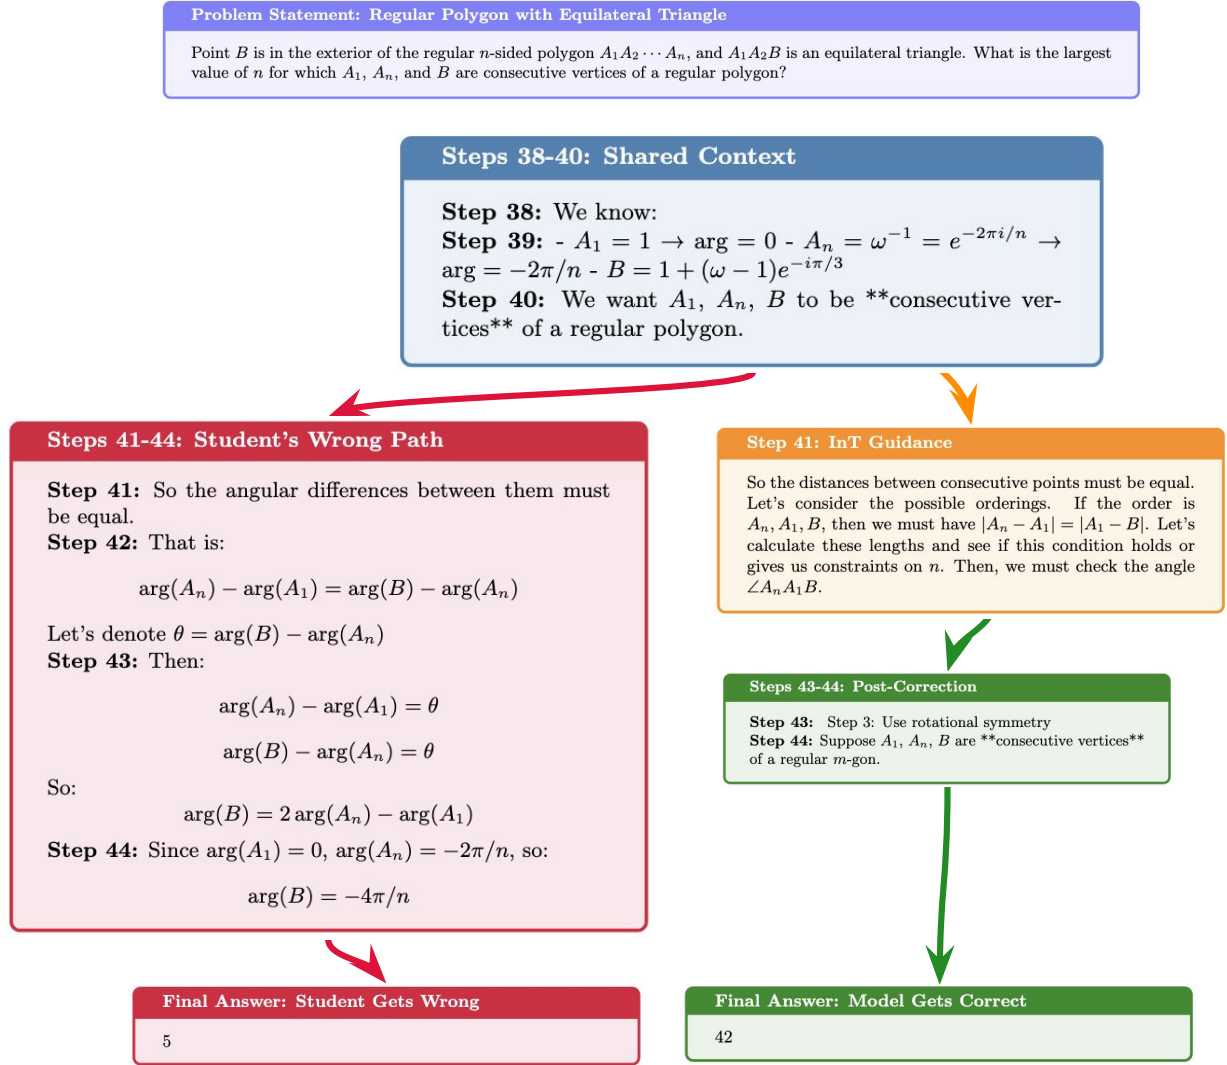 Problem Statement: Regular Polygon with Equilateral Triangle
Point B is in the exterior of the regular n-sided polygon A₁A₂ ⋯ Aₙ, and A₁A₂B is an equilateral triangle. What is the largest
value of n for which A₁, Aₙ, and B are consecutive vertices of a regular polygon?
Steps 38-40: Shared Context
Step 38: We know:
Step 39: - A₁ = 1 → arg = 0 - Aₙ = ω⁻¹ = e^{−2πi/n} →
arg = −2π/n - B = 1 + (ω − 1)e^{−iπ/3}
Step 40: We want A₁, Aₙ, B to be **consecutive ver-
tices** of a regular polygon.
Steps 41-44: Student's Wrong Path
Step 41: So the angular differences between them must
be equal.
Step 42: That is:
arg(Aₙ) − arg(A₁) = arg(B) − arg(Aₙ)
Let's denote θ = arg(B) − arg(Aₙ)
Step 43: Then:
arg(Aₙ) − arg(A₁) = θ
arg(B) − arg(Aₙ) = θ
So:
arg(B) = 2 arg(Aₙ) − arg(A₁)
Step 44: Since arg(A₁) = 0, arg(Aₙ) = −2π/n, so:
arg(B) = −4π/n
Final Answer: Student Gets Wrong
5
Step 41: InT Guidance
So the distances between consecutive points must be equal.
Let's consider the possible orderings. If the order is
Aₙ, A₁, B, then we must have |Aₙ − A₁| = |A₁ − B|. Let's
calculate these lengths and see if this condition holds or
gives us constraints on n. Then, we must check the angle
∠AₙA₁B.
Steps 43-44: Post-Correction
Step 43: Step 3: Use rotational symmetry
Step 44: Suppose A₁, Aₙ, B are **consecutive vertices**
of a regular m-gon.
Final Answer: Model Gets Correct
42